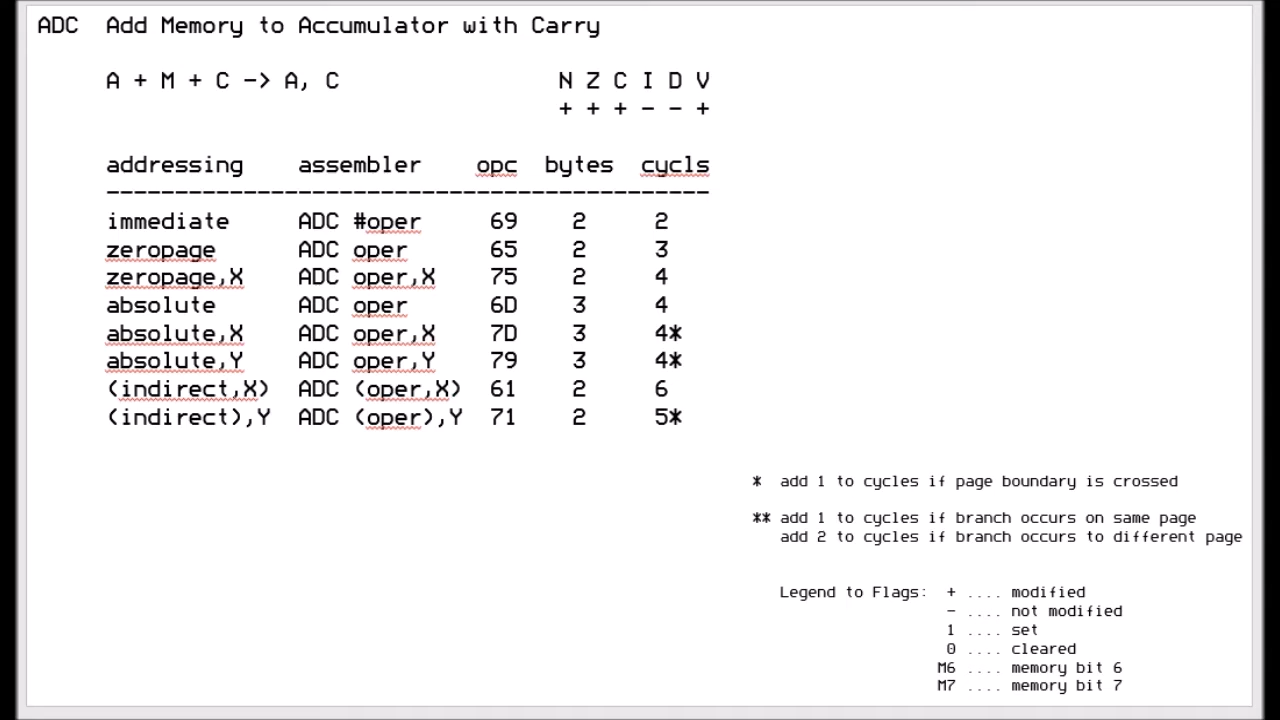 ADC  Add Memory to Accumulator with Carry
A + M + C -> A, C                N Z C I D V
+ + + - - +
addressing    assembler    opc  bytes  cycls
--------------------------------------------
immediate     ADC #oper     69    2     2
zeropage      ADC oper      65    2     3
zeropage,X    ADC oper,X    75    2     4
absolute      ADC oper      6D    3     4
absolute,X    ADC oper,X    7D    3     4*
absolute,Y    ADC oper,Y    79    3     4*
(indirect,X)  ADC (oper,X)  61    2     6
(indirect),Y  ADC (oper),Y  71    2     5*
*  add 1 to cycles if page boundary is crossed
** add 1 to cycles if branch occurs on same page
add 2 to cycles if branch occurs to different page
Legend to Flags:  + .... modified
- .... not modified
1 .... set
0 .... cleared
M6 .... memory bit 6
M7 .... memory bit 7